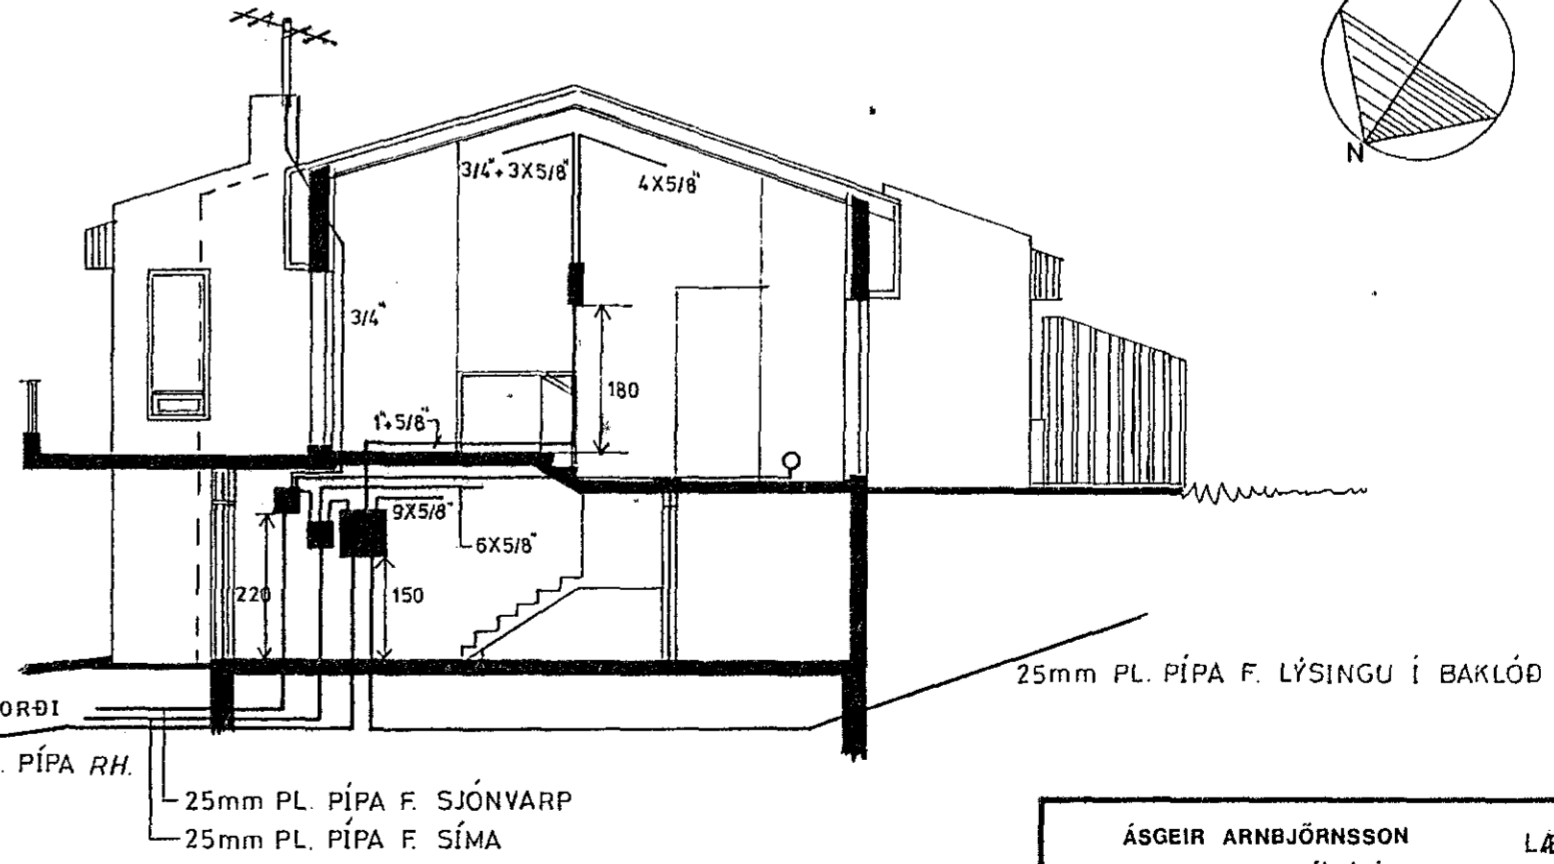 N
3/4"+3X5/8"
4X5/8"
3/4"
180
1"+5/8"
9X5/8"
6X5/8"
220
150
25mm PL. PÍPA F. LÝSINGU Í BAKLÓÐ
ORÐI
. PÍPA RH.
25mm PL. PÍPA F. SJÓNVARP
25mm PL. PÍPA F. SÍMA
ÁSGEIR ARNBJÖRNSSON